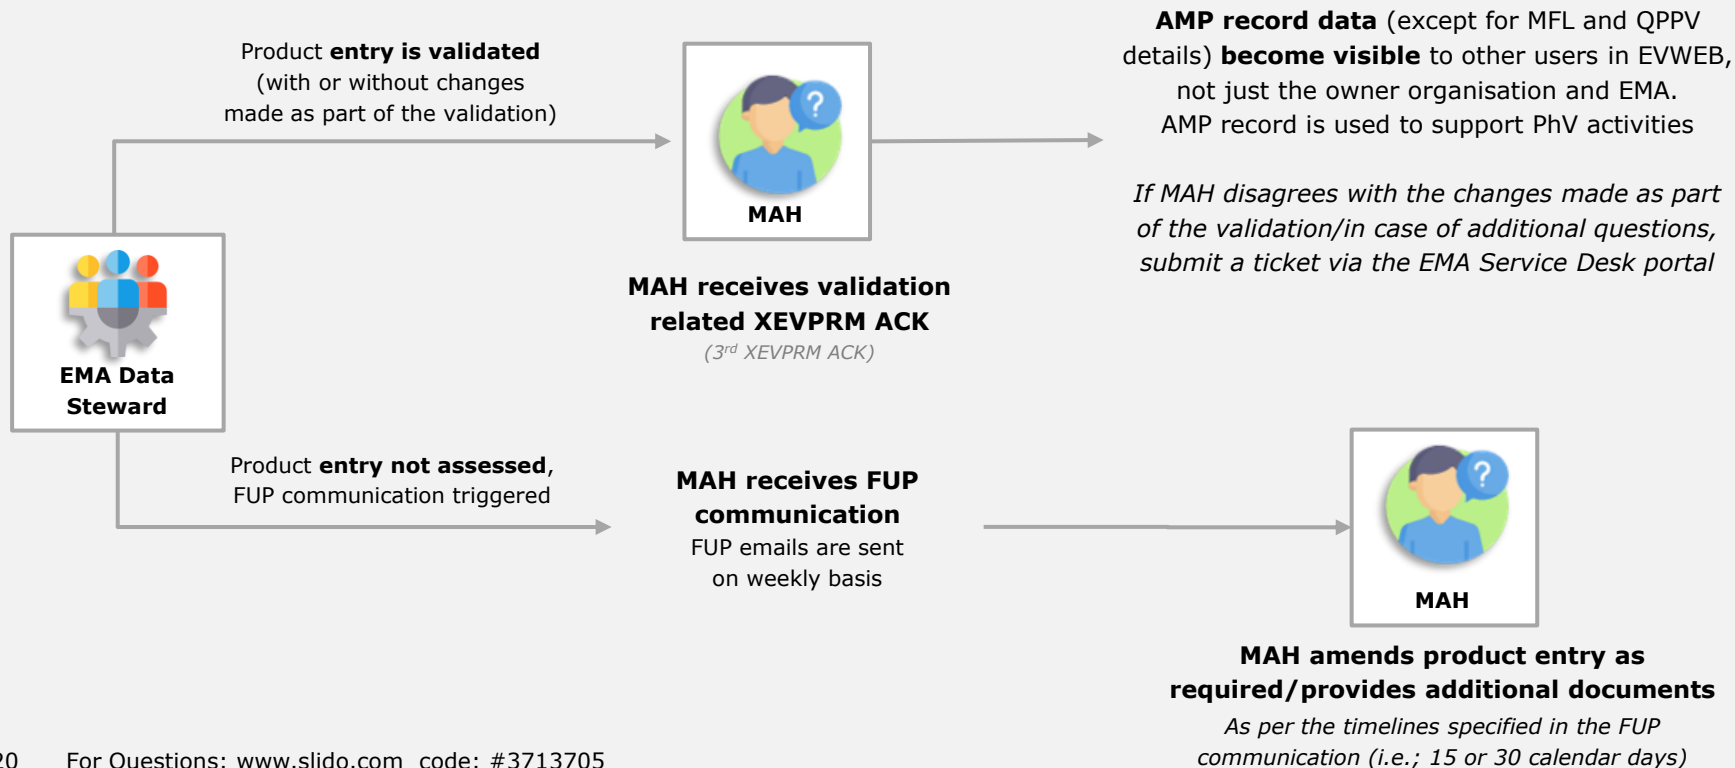 Product entry is validated
(with or without changes
made as part of the validation)
?
MAH
MAH receives validation
related XEVPRM ACK
(3rd XEVPRM ACK)
AMP record data (except for MFL and QPPV
details) become visible to other users in EVWEB,
not just the owner organisation and EMA.
AMP record is used to support PhV activities
If MAH disagrees with the changes made as part
of the validation/in case of additional questions,
submit a ticket via the EMA Service Desk portal
EMA Data
Steward
Product entry not assessed,
FUP communication triggered
MAH receives FUP
communication
FUP emails are sent
on weekly basis
?
MAH
MAH amends product entry as
required/provides additional documents
As per the timelines specified in the FUP
communication (i.e.; 15 or 30 calendar days)
20 For Questions: www.slido.com code: #3713705